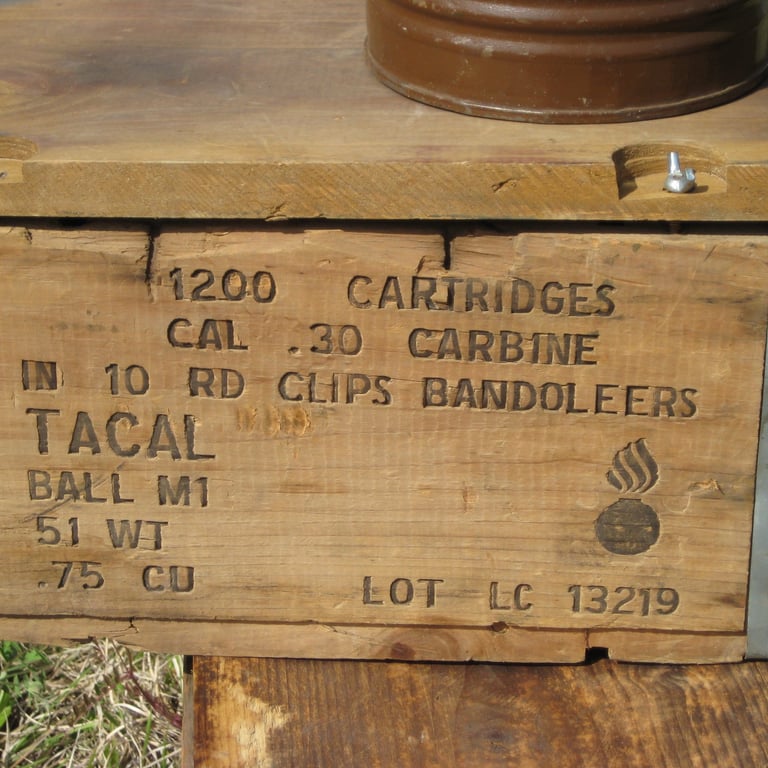 1200 CARTRIDGES
CAL .30 CARBINE
IN 10 RD CLIPS BANDOLEERS
TACAL
BALL M1
51 WT
.75 CU
LOT LC 13219